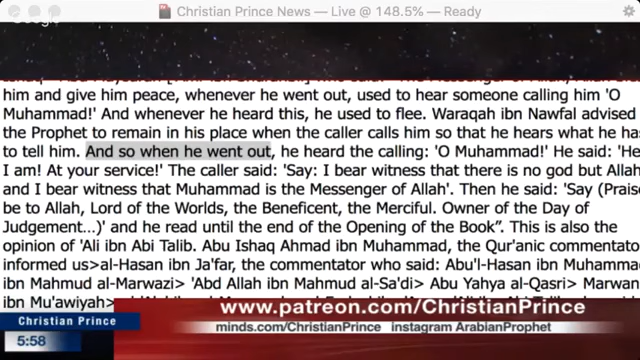 Christian Prince News — Live @ 148.5% — Ready
him and give him peace, whenever he went out, used to hear someone calling him 'O
Muhammad!' And whenever he heard this, he used to flee. Waraqah ibn Nawfal advised
the Prophet to remain in his place when the caller calls him so that he hears what he ha
to tell him. And so when he went out, he heard the calling: 'O Muhammad!' He said: 'He
I am! At your service!' The caller said: 'Say: I bear witness that there is no god but Allah
and I bear witness that Muhammad is the Messenger of Allah'. Then he said: 'Say (Praise
be to Allah, Lord of the Worlds, the Beneficent, the Merciful. Owner of the Day of
Judgement...)' and he read until the end of the Opening of the Book”. This is also the
opinion of 'Ali ibn Abi Talib. Abu Ishaq Ahmad ibn Muhammad, the Qur'anic commentato
informed us>al-Hasan ibn Ja'far, the commentator who said: Abu'l-Hasan ibn Muhamma
ibn Mahmud al-Marwazi> 'Abd Allah ibn Mahmud al-Sa'di> Abu Yahya al-Qasri> Marwan
ibn Mu'awiyah>
www.patreon.com/ChristianPrince
Christian Prince
minds.com/ChristianPrince instagram ArabianProphet
5:58